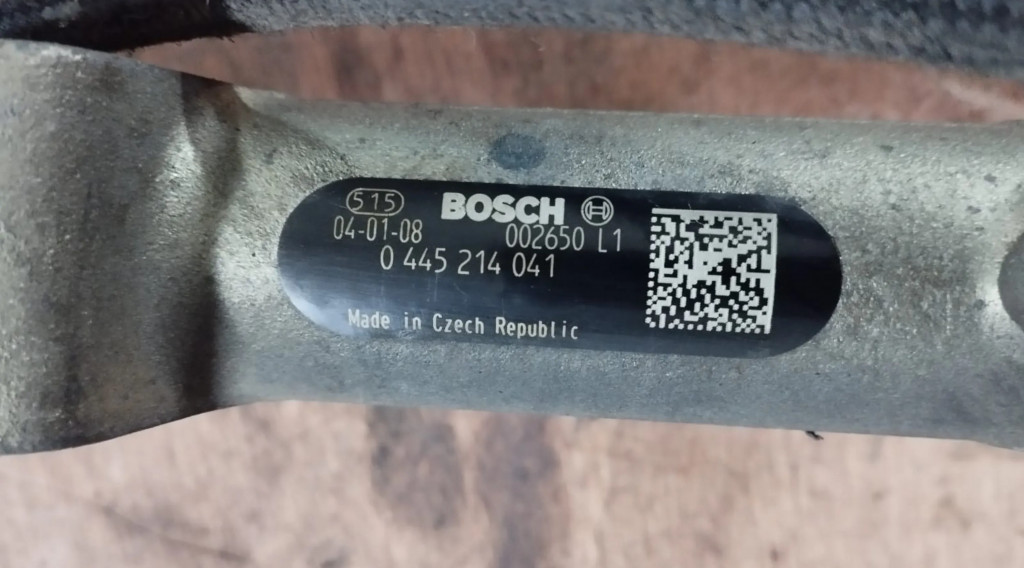 515 BOSCH
04-01-08 002650 L1
0 445 214 041
Made in Czech Republic